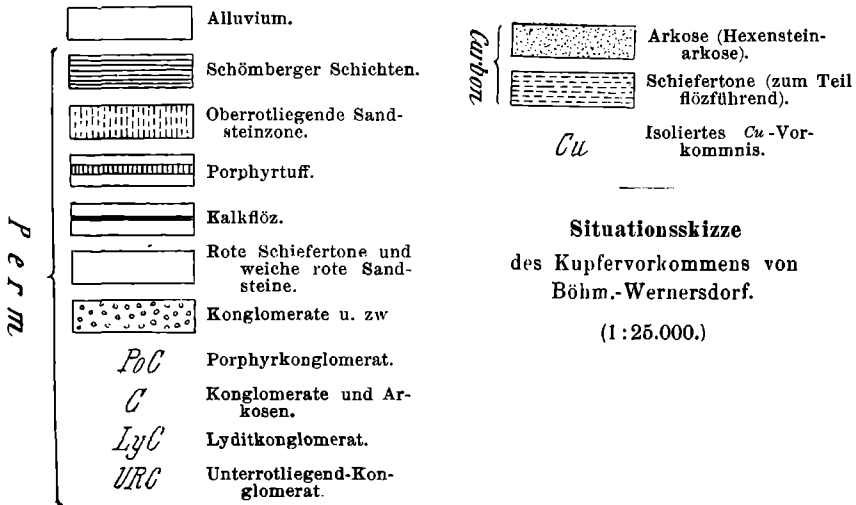 Alluvium.
Perm
Schömberger Schichten.
Oberrotliegende Sand-
steinzone.
Porphyrtuff.
Kalkflöz.
Rote Schiefertone und
weiche rote Sand-
steine.
Konglomerate u. zw
PoC Porphyrkonglomerat.
C Konglomerate und Ar-
kosen.
LyC Lyditkonglomerat.
URC Unterrotliegend-Kon-
glomerat.
Carbon
Arkose (Hexenstein-
arkose).
Schiefertone (zum Teil
flözführend).
Cu Isoliertes Cu-Vor-
kommnis.
Situationsskizze
des Kupfervorkommens von
Böhm.-Wernersdorf.
(1:25.000.)